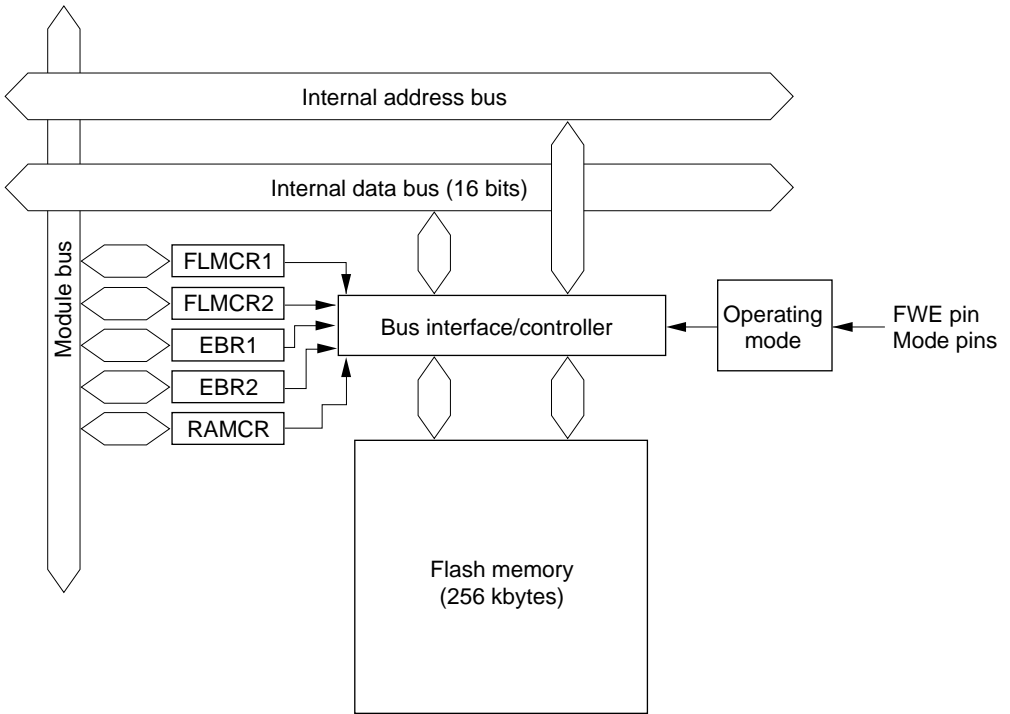 Internal address bus
Internal data bus (16 bits)
Module bus
FLMCR1
FLMCR2
EBR1
EBR2
RAMCR
Bus interface/controller
Operating
mode
FWE pin
Mode pins
Flash memory
(256 kbytes)